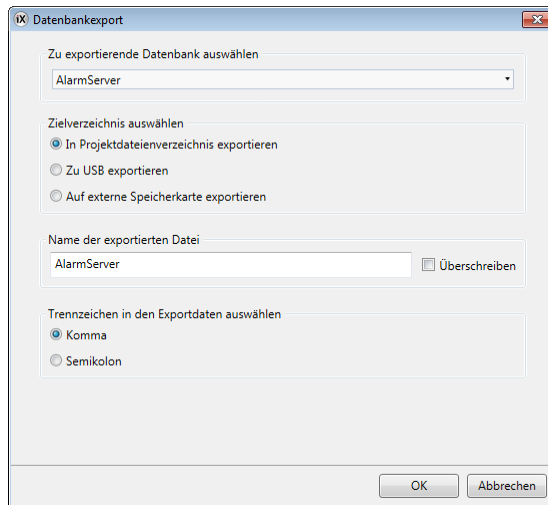 iX Datenbankexport
Zu exportierende Datenbank auswählen
AlarmServer
Zielverzeichnis auswählen
In Projektdateienverzeichnis exportieren
Zu USB exportieren
Auf externe Speicherkarte exportieren
Name der exportierten Datei
AlarmServer Überschreiben
Trennzeichen in den Exportdaten auswählen
Komma
Semikolon
OK Abbrechen